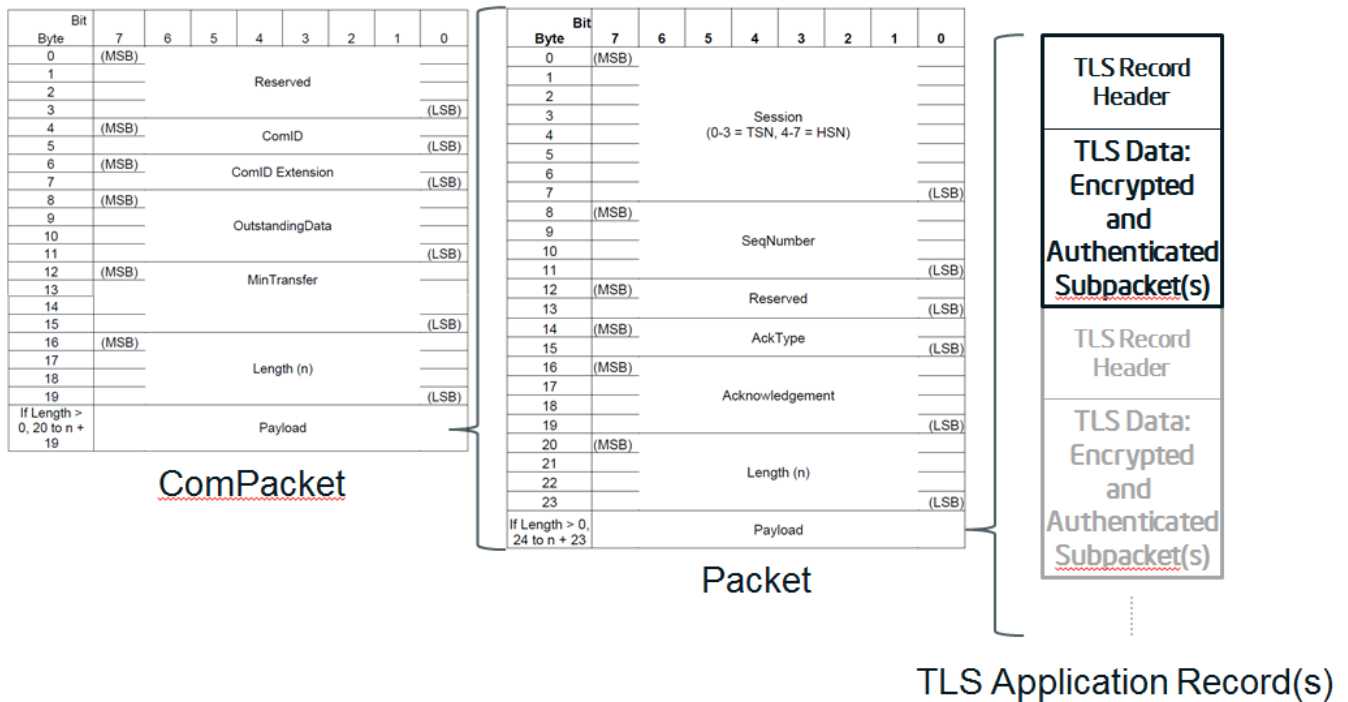 Bit
Byte 7 6 5 4 3 2 1 0
0 (MSB)
1
Reserved
2
3 (LSB)
4 (MSB)
ComID
5 (LSB)
6 (MSB)
ComID Extension
7 (LSB)
8 (MSB)
9
OutstandingData
10
11 (LSB)
12 (MSB)
MinTransfer
13
14
15 (LSB)
16 (MSB)
17
Length (n)
18
19 (LSB)
If Length >
0, 20 to n +
19
Payload
ComPacket
Bit
Byte 7 6 5 4 3 2 1 0
0 (MSB)
1
2
3
Session
(0-3 = TSN, 4-7 = HSN)
4
5
6
7 (LSB)
8 (MSB)
9
SeqNumber
10
11 (LSB)
12 (MSB)
Reserved
13 (LSB)
14 (MSB)
AckType
15 (LSB)
16 (MSB)
17
Acknowledgement
18
19 (LSB)
20 (MSB)
21
Length (n)
22
23 (LSB)
If Length > 0,
24 to n + 23
Payload
Packet
TLS Record
Header
TLS Data:
Encrypted
and
Authenticated
Subpacket(s)
TLS Record
Header
TLS Data:
Encrypted
and
Authenticated
Subpacket(s)
TLS Application Record(s)